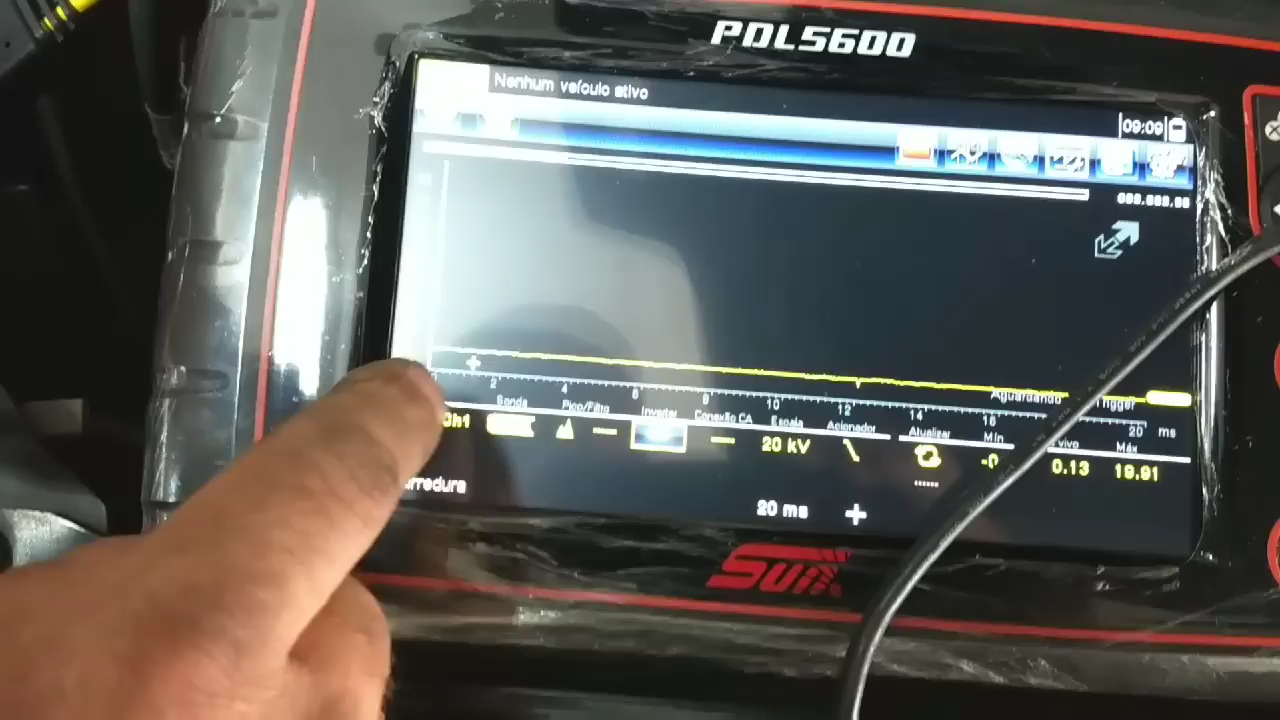 PDL5600
Nenhum veículo ativo
09:09
Aguardando Trigger
2 4 6 8 10 12 14 16 20 ms
Sonda Pico/Filtro Inverter Conexão CA Escala Acionador Atualizar Mín vivo Máx
Ch1 20 kV -0 0.13 19.91
rredura 20 ms +
Sun